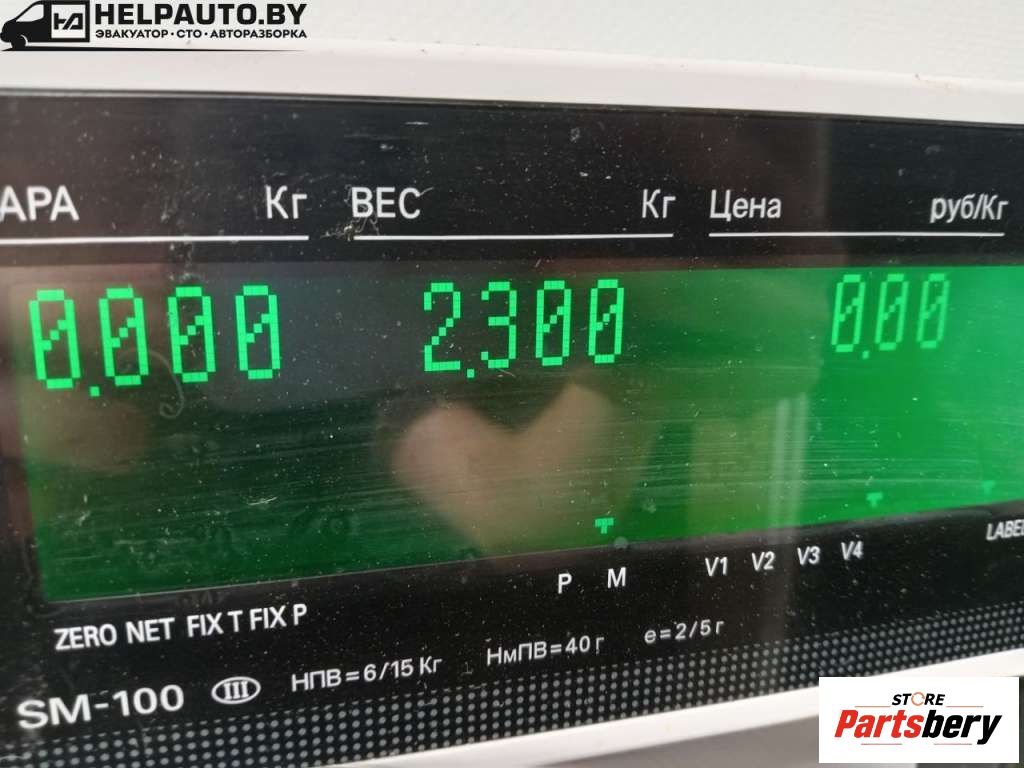 HELPAUTO.BY
ЭВАКУАТОР · СТО · АВТОРАЗБОРКА
АРА Кг ВЕС Кг Цена руб/Кг
0.000 2.300 0.00
P M V1 V2 V3 V4 LABEL
ZERO NET FIX T FIX P
SM-100 III НПВ=6/15 Кг НмПВ=40 г e=2/5 г
STORE
Partsbery